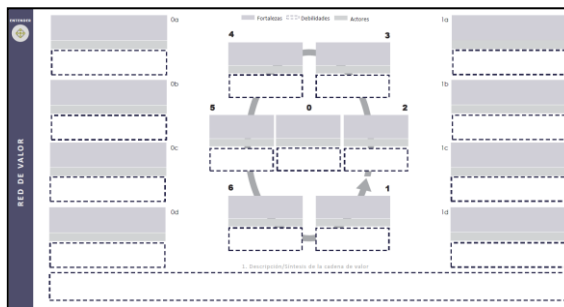 Fortalezas Debilidades Actores
0a
4
3
1a
0b
1b
5
0
2
0c
1c
6
1
0d
1d
1. Descripción/Síntesis de la cadena de valor
RED DE VALOR